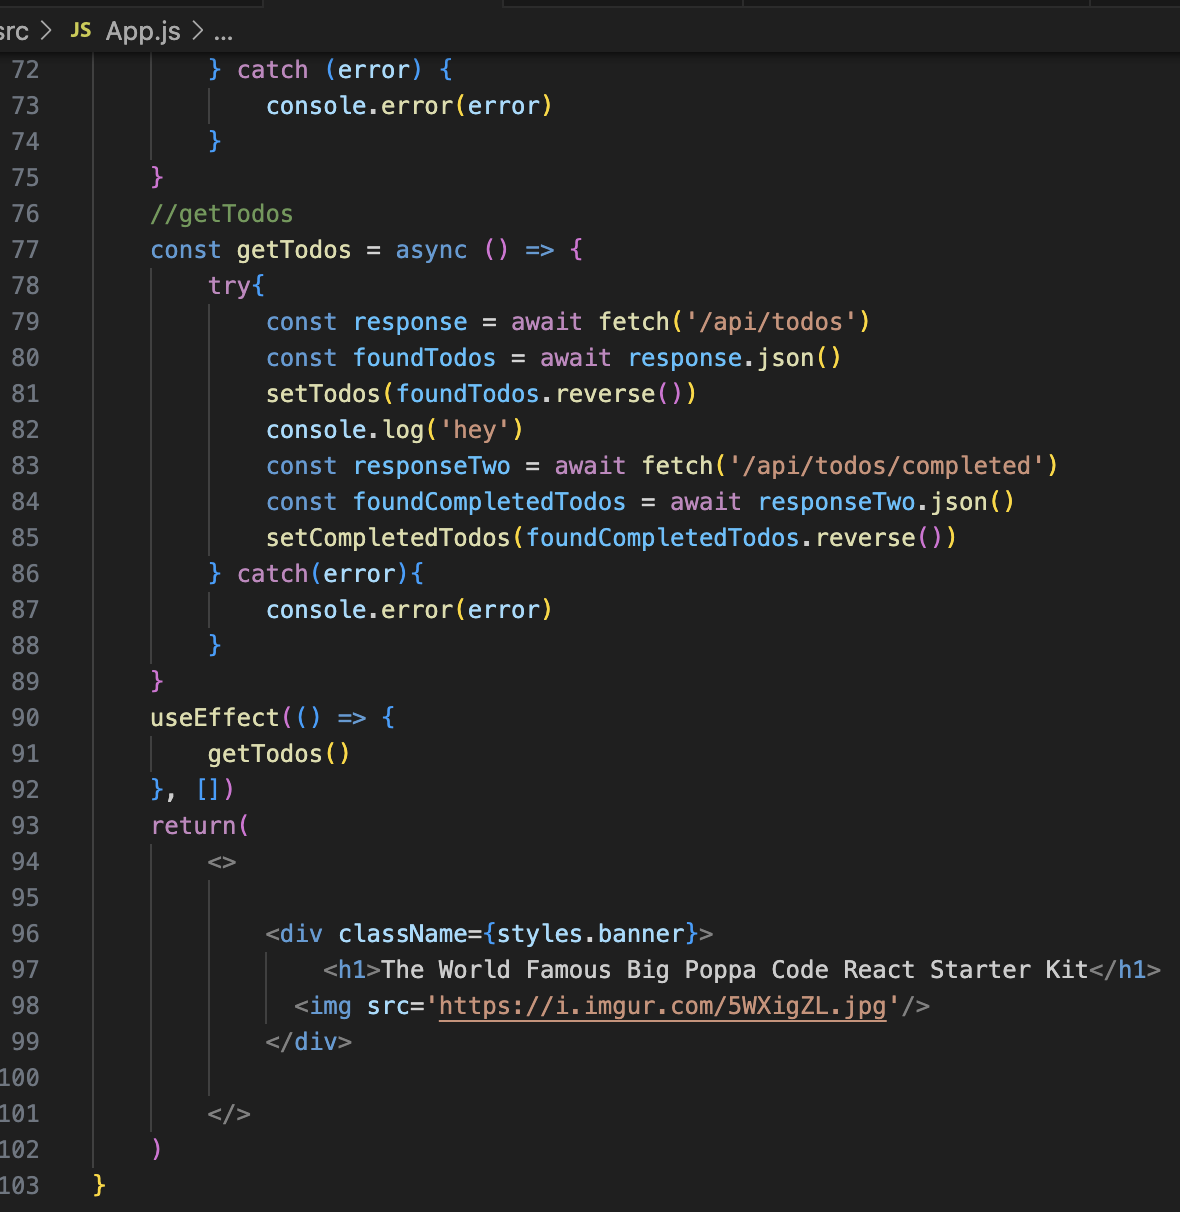 src > JS App.js > ...
72 } catch (error) {
73 console.error(error)
74 }
75 }
76 //getTodos
77 const getTodos = async () => {
78 try{
79 const response = await fetch('/api/todos')
80 const foundTodos = await response.json()
81 setTodos(foundTodos.reverse())
82 console.log('hey')
83 const responseTwo = await fetch('/api/todos/completed')
84 const foundCompletedTodos = await responseTwo.json()
85 setCompletedTodos(foundCompletedTodos.reverse())
86 } catch(error){
87 console.error(error)
88 }
89 }
90 useEffect(() => {
91 getTodos()
92 }, [])
93 return(
94 <>
95
96 <div className={styles.banner}>
97 <h1>The World Famous Big Poppa Code React Starter Kit</h1>
98 <img src='https://i.imgur.com/5WXigZL.jpg'/>
99 </div>
100
101 </>
102 )
103 }